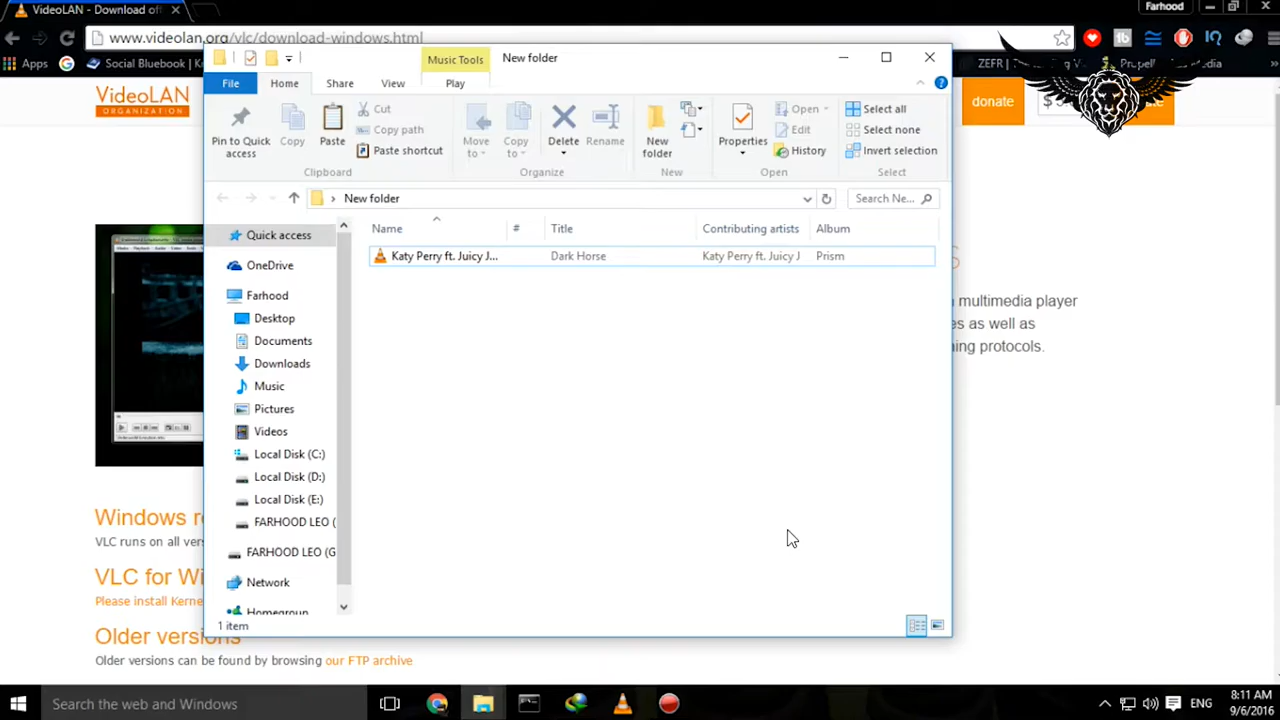 VideoLAN - Download of
Farhood
www.videolan.org/vlc/download-windows.html
Apps
Social Bluebook | Kn
ZEFR | Tra
Propell
VideoLAN
ORGANIZATION
donate
$
New folder
Music Tools
File
Home
Share
View
Play
Pin to Quick access
Copy
Paste
Cut
Copy path
Paste shortcut
Clipboard
Move to
Copy to
Delete
Rename
Organize
New folder
New
Properties
Open
Edit
History
Open
Select all
Select none
Invert selection
Select
New folder
Search Ne...
Name
#
Title
Contributing artists
Album
Katy Perry ft. Juicy J...
Dark Horse
Katy Perry ft. Juicy J
Prism
Quick access
OneDrive
Farhood
Desktop
Documents
Downloads
Music
Pictures
Videos
Local Disk (C:)
Local Disk (D:)
Local Disk (E:)
FARHOOD LEO (
FARHOOD LEO (G
Network
Homegroup
1 item
multimedia player
es as well as
ning protocols.
Windows r
VLC runs on all ver
VLC for Wi
Please install Kerne
Older versions
Older versions can be found by browsing our FTP archive
Search the web and Windows
ENG
8:11 AM
9/6/2016